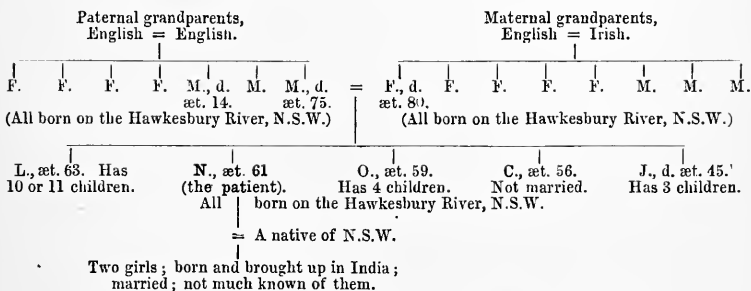 Paternal grandparents, Maternal grandparents,
English = English. English = Irish.
F. F. F. F. M., d. M. M., d. = F., d. F. F. F. F. M. M. M.
æt. 14. æt. 75. æt. 80.
(All born on the Hawkesbury River, N.S.W.) (All born on the Hawkesbury River, N.S.W.)
L., æt. 63. Has N., æt. 61 O., æt. 59. C., æt. 56. J., d. æt. 45.'
10 or 11 children. (the patient). Has 4 children. Not married. Has 3 children.
All born on the Hawkesbury River, N.S.W.
= A native of N.S.W.
Two girls; born and brought up in India;
married; not much known of them.